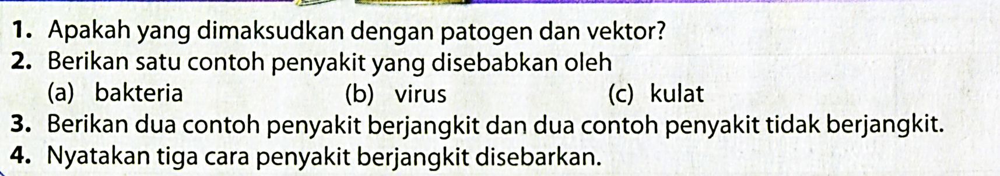 1. Apakah yang dimaksudkan dengan patogen dan vektor?
2. Berikan satu contoh penyakit yang disebabkan oleh
(a) bakteria (b) virus (c) kulat
3. Berikan dua contoh penyakit berjangkit dan dua contoh penyakit tidak berjangkit.
4. Nyatakan tiga cara penyakit berjangkit disebarkan.